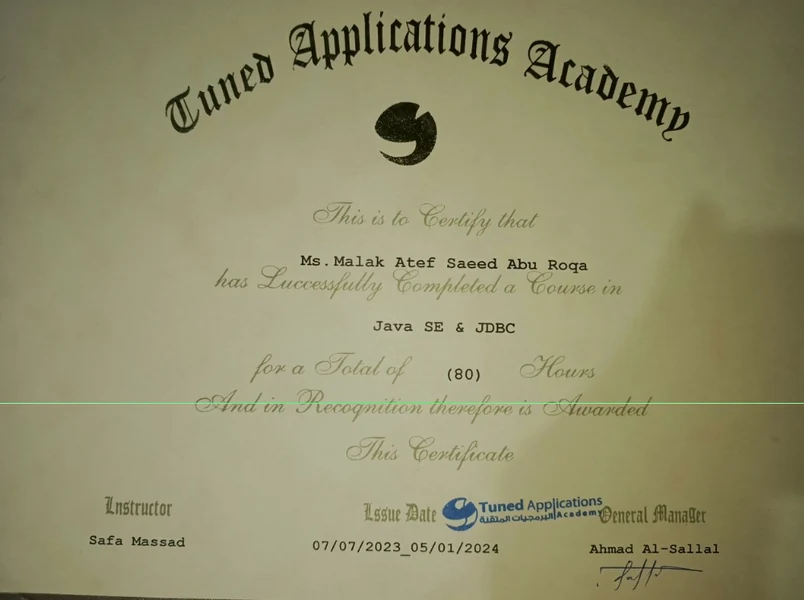 Tuned Applications Academy
This is to Certify that
Ms.Malak Atef Saeed Abu Roqa
has Successfully Completed a Course in
Java SE & JDBC
for a Total of (80) Hours
And in Recognition therefore is Awarded
This Certificate
Instructor
Safa Massad
Issue Date
07/07/2023_05/01/2024
Tuned Applications
البرمجيات المتقنة Academy
General Manager
Ahmad Al-Sallal